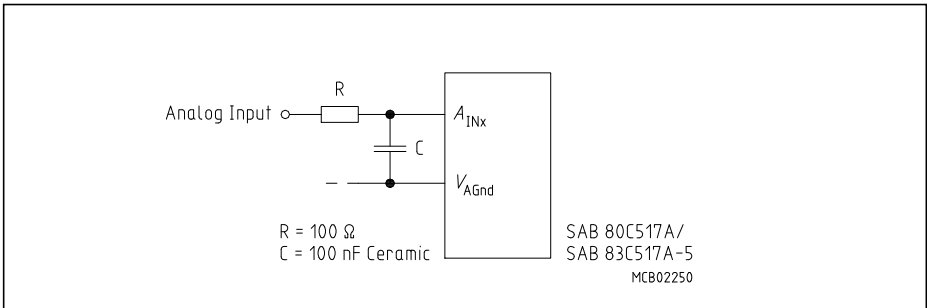 R
Analog Input
AINx
C
VAGnd
R = 100 Ω
C = 100 nF Ceramic
SAB 80C517A/
SAB 83C517A-5
MCB02250